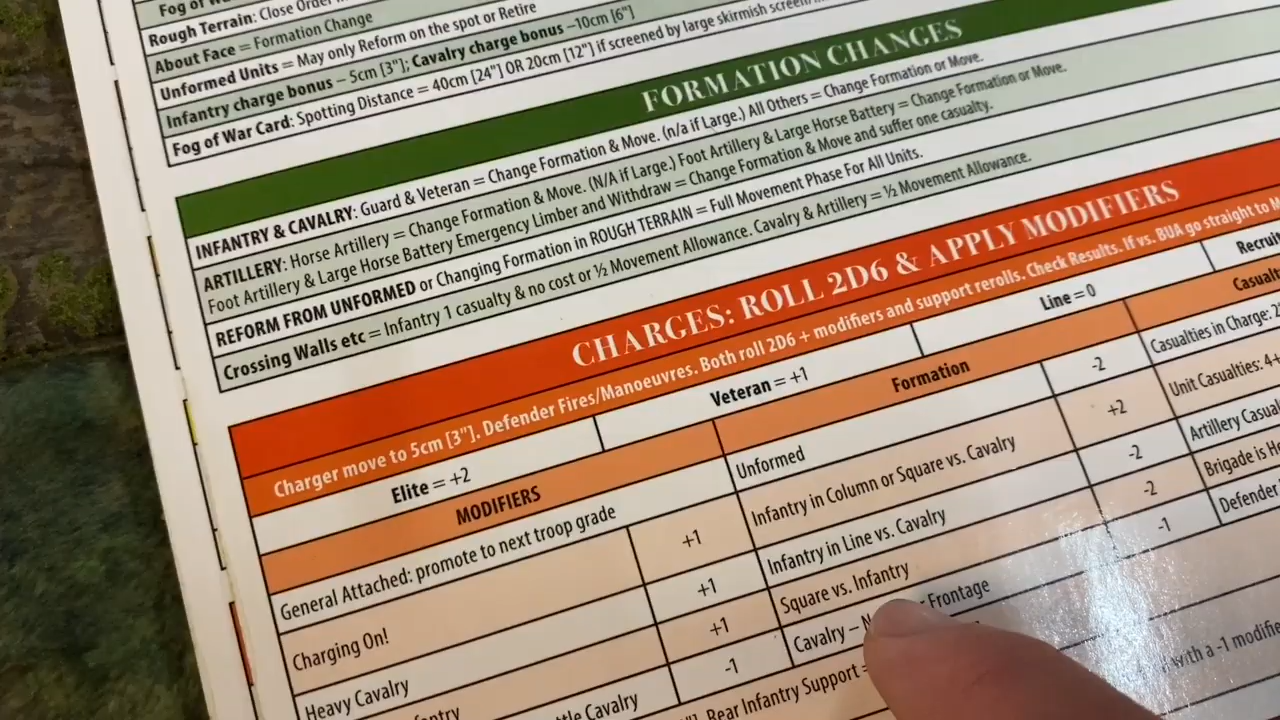 Fog of
Rough Terrain: Close Order
About Face = Formation Change
Unformed Units = May only Reform on the spot or Retire
Infantry charge bonus – 5cm [3"]; Cavalry charge bonus –10cm [6"]
Fog of War Card: Spotting Distance = 40cm [24"] OR 20cm [12"] if screened by large skirmish
FORMATION CHANGES
INFANTRY & CAVALRY: Guard & Veteran = Change Formation & Move. (n/a if Large.) All Others = Change Formation or Move.
ARTILLERY: Horse Artillery = Change Formation & Move. (N/A if Large.) Foot Artillery & Large Horse Battery = Change Formation or Move.
Foot Artillery & Large Horse Battery Emergency Limber and Withdraw = Change Formation & Move and suffer one casualty.
REFORM FROM UNFORMED or Changing Formation in ROUGH TERRAIN = Full Movement Phase For All Units.
Crossing Walls etc = Infantry 1 casualty & no cost or ½ Movement Allowance. Cavalry & Artillery = ½ Movement Allowance.
CHARGES: ROLL 2D6 & APPLY MODIFIERS
Charger move to 5cm [3"]. Defender Fires/Manoeuvres. Both roll 2D6 + modifiers and support rerolls. Check Results. If vs. BUA go straight to
Elite = +2
Veteran = +1
Line = 0
MODIFIERS
Formation
General Attached: promote to next troop grade
Unformed
-2
Casualties in Charge:
Charging On!
+1
Infantry in Column or Square vs. Cavalry
+2
Unit Casualties: 4+
Heavy Cavalry
+1
Infantry in Line vs. Cavalry
-2
Artillery
+1
Square vs. Infantry
-2
Brigade is
Cavalry
-1
Cavalry –
Frontage
-1
Defender
Rear Infantry Support =
with a -1